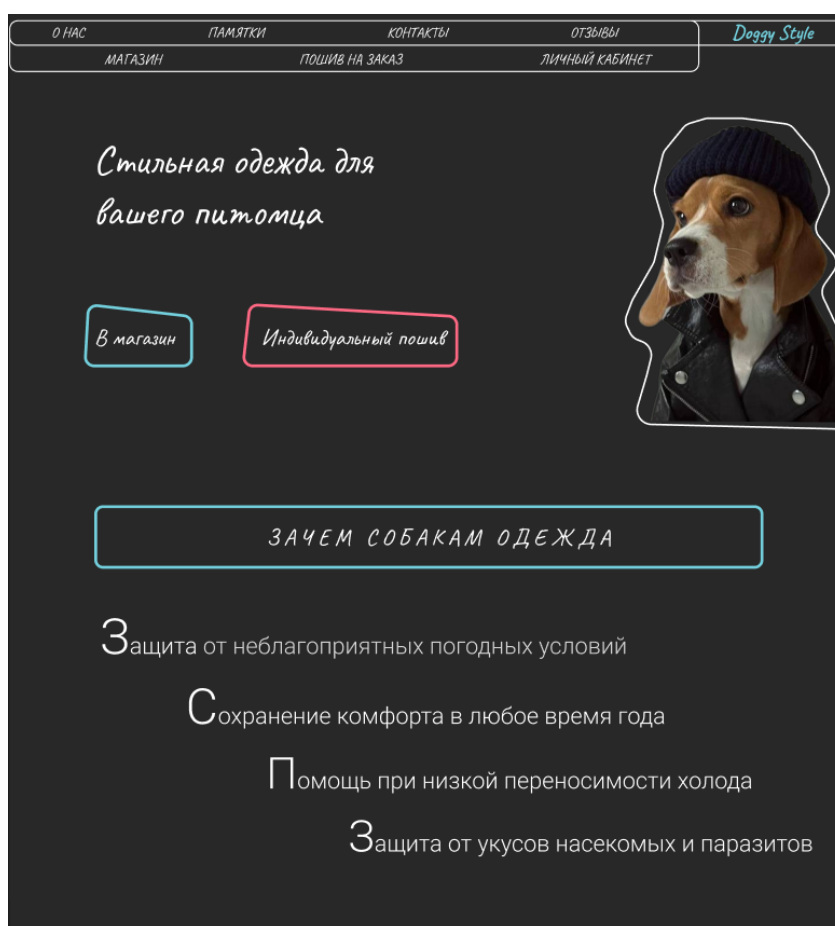 О НАС ПАМЯТКИ КОНТАКТЫ ОТЗЫВЫ Doggy Style
МАГАЗИН ПОШИВ НА ЗАКАЗ ЛИЧНЫЙ КАБИНЕТ
Стильная одежда для
вашего питомца
В магазин Индивидуальный пошив
ЗАЧЕМ СОБАКАМ ОДЕЖДА
Защита от неблагоприятных погодных условий
Сохранение комфорта в любое время года
Помощь при низкой переносимости холода
Защита от укусов насекомых и паразитов